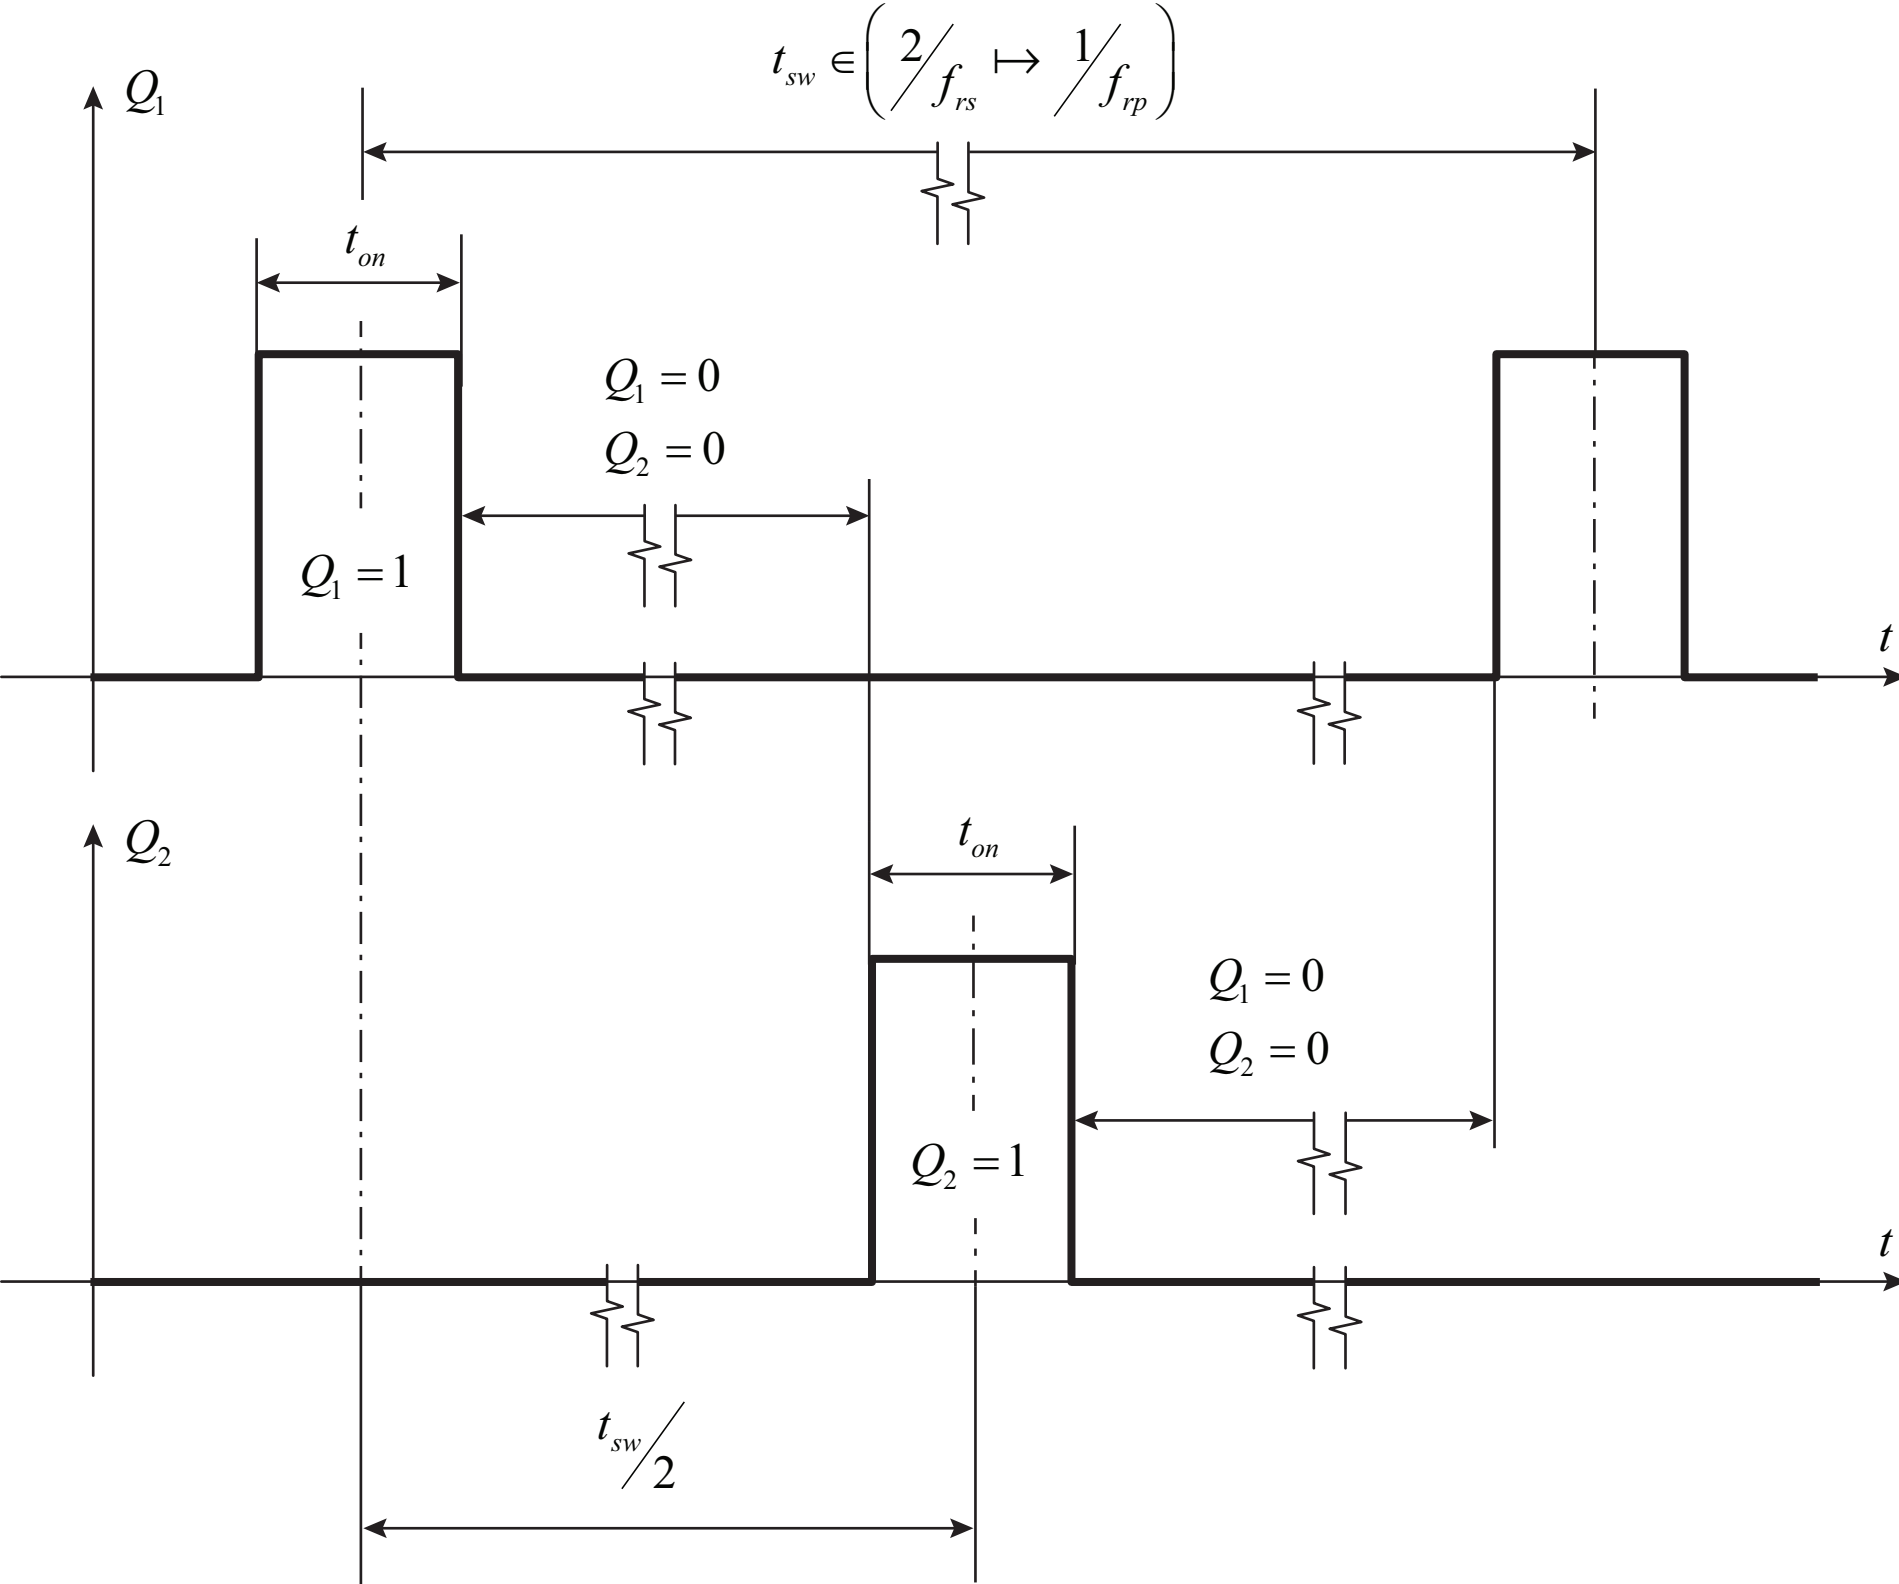 t_sw ∈ (2/f_rs ↦ 1/f_rp)
Q_1
t_on
Q_1 = 0
Q_2 = 0
Q_1 = 1
t
Q_2
t_on
Q_1 = 0
Q_2 = 0
Q_2 = 1
t
t_sw/2